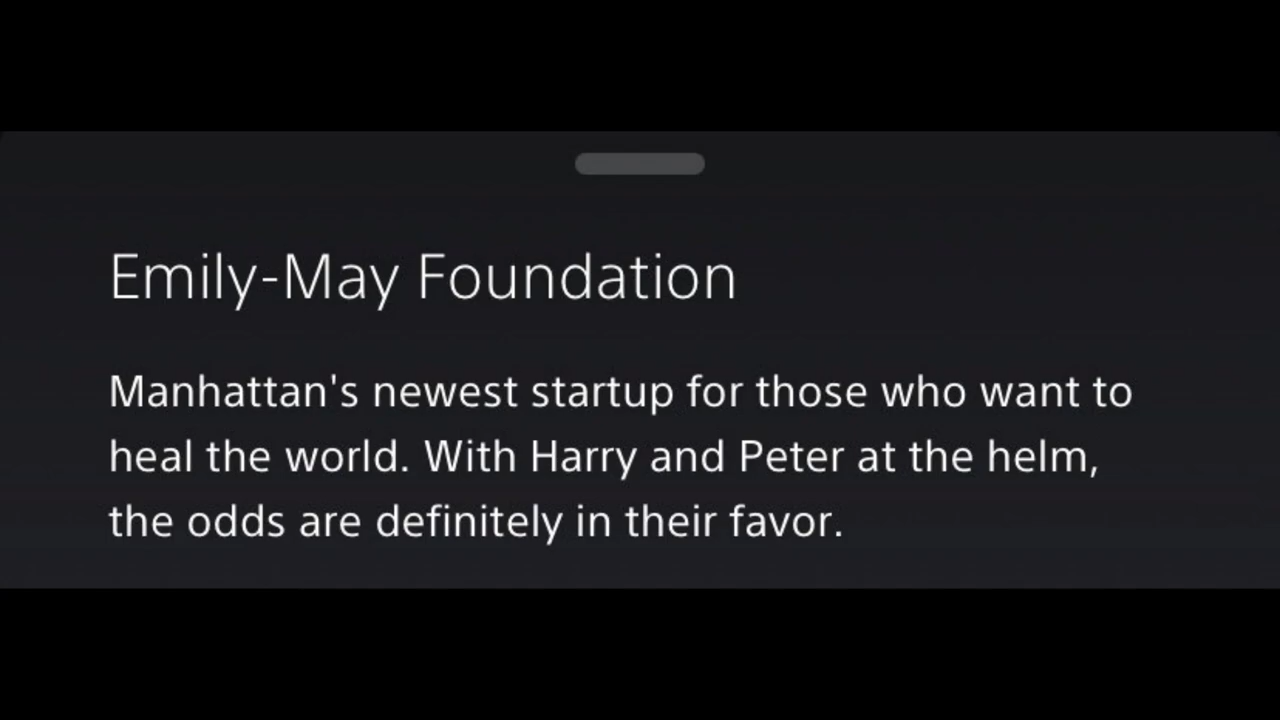 Emily-May Foundation
Manhattan's newest startup for those who want to
heal the world. With Harry and Peter at the helm,
the odds are definitely in their favor.